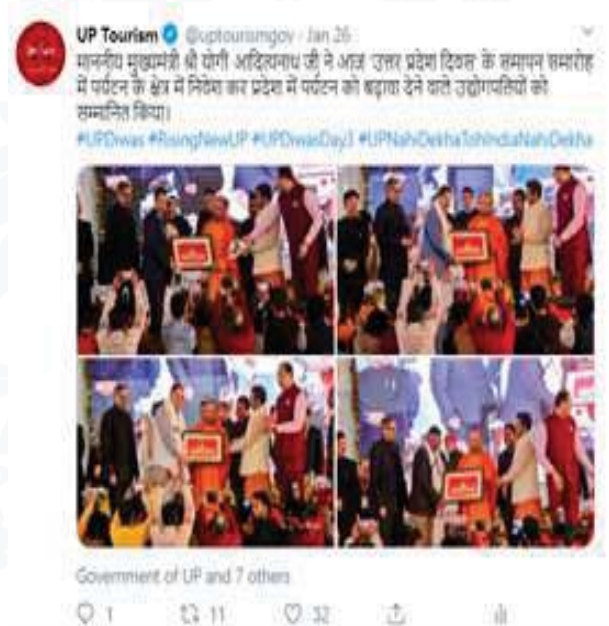 UP Tourism @uptourismgov · Jan 26
माननीय मुख्यमंत्री श्री योगी आदित्यनाथ जी ने आज 'उत्तर प्रदेश दिवस' के समापन समारोह
में पर्यटन के क्षेत्र में निवेश कर प्रदेश में पर्यटन को बढ़ावा देने वाले उद्योगपतियों को
सम्मानित किया।
#UPDiwas #RisingNewUP #UPDiwasDay3 #UPNahiDekhaTohIndiaNahiDekha
Government of UP and 7 others
1 11 32